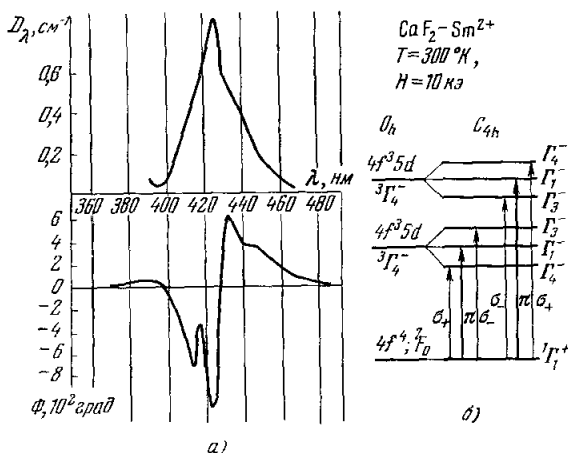 D_λ, см⁻¹
0,6
0,4
0,2
λ, нм
360 380 400 420 440 460 480
6
4
2
0
−2
−4
−6
−8
Φ, 10² град
а)
CaF₂−Sm²⁺
T=300°K,
H=10кэ
O_h C_4h
4f³5d
³Γ₄⁻
Γ₄⁻
Γ₁⁻
Γ₃⁻
4f³5d
³Γ₄⁻
Γ₃⁻
Γ₁⁻
Γ₄⁻
σ₊ π σ₋ σ₋ π σ₊
4f⁴; ⁷F₀
¹Γ₁⁺
б)